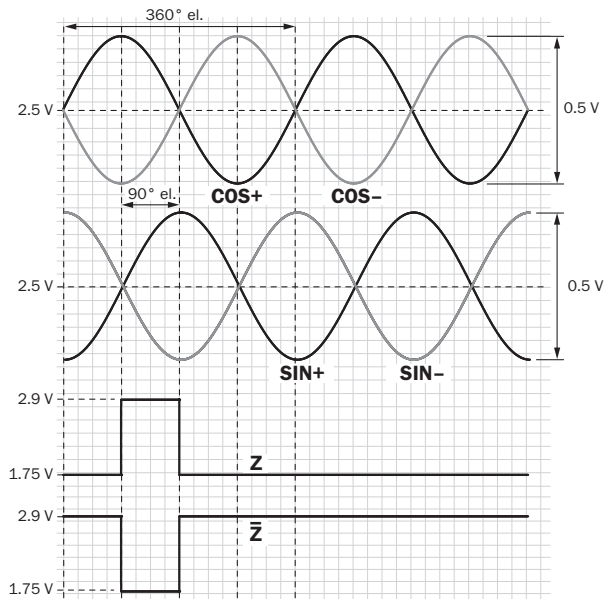 360° el.
2.5 V
0.5 V
90° el.
COS+
COS−
2.5 V
0.5 V
SIN+
SIN−
2.9 V
Z
1.75 V
2.9 V
Z̅
1.75 V